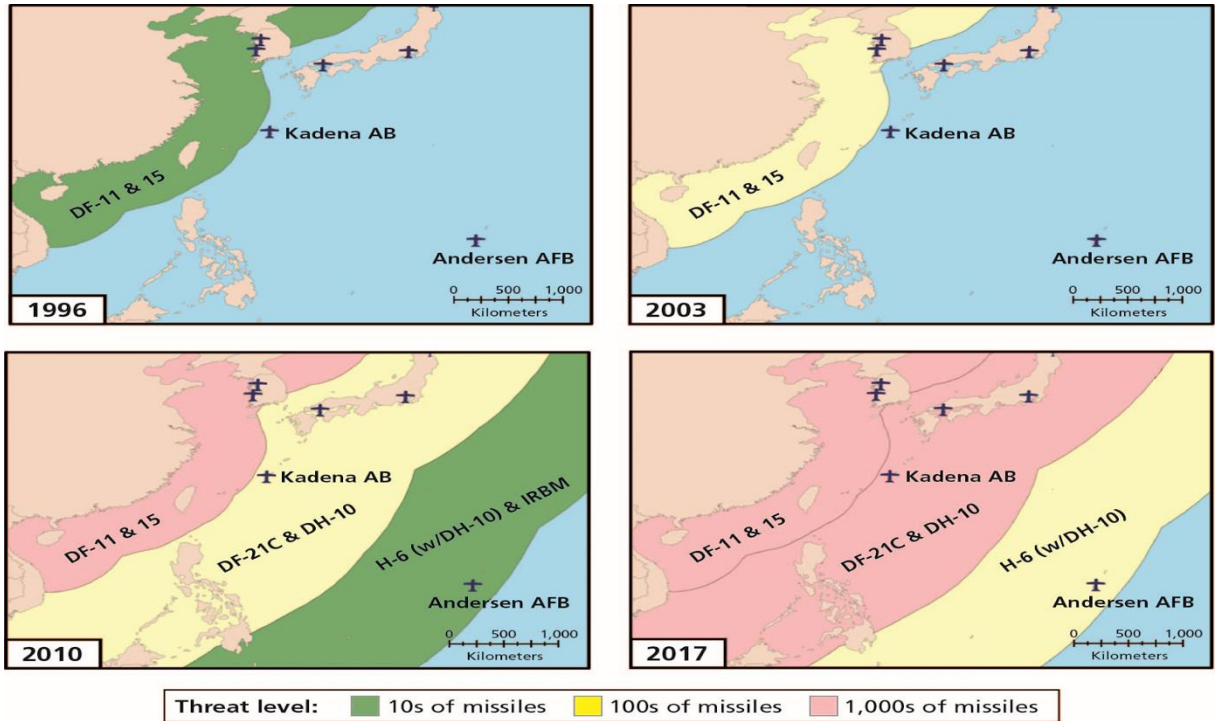 DF-11 & 15
Kadena AB
Andersen AFB
0 500 1,000
Kilometers
1996
DF-11 & 15
Kadena AB
Andersen AFB
0 500 1,000
Kilometers
2003
DF-11 & 15
Kadena AB
DF-21C & DH-10
H-6 (w/DH-10) & IRBM
Andersen AFB
0 500 1,000
Kilometers
2010
DF-11 & 15
Kadena AB
DF-21C & DH-10
H-6 (w/DH-10)
Andersen AFB
0 500 1,000
Kilometers
2017
Threat level: 10s of missiles 100s of missiles 1,000s of missiles